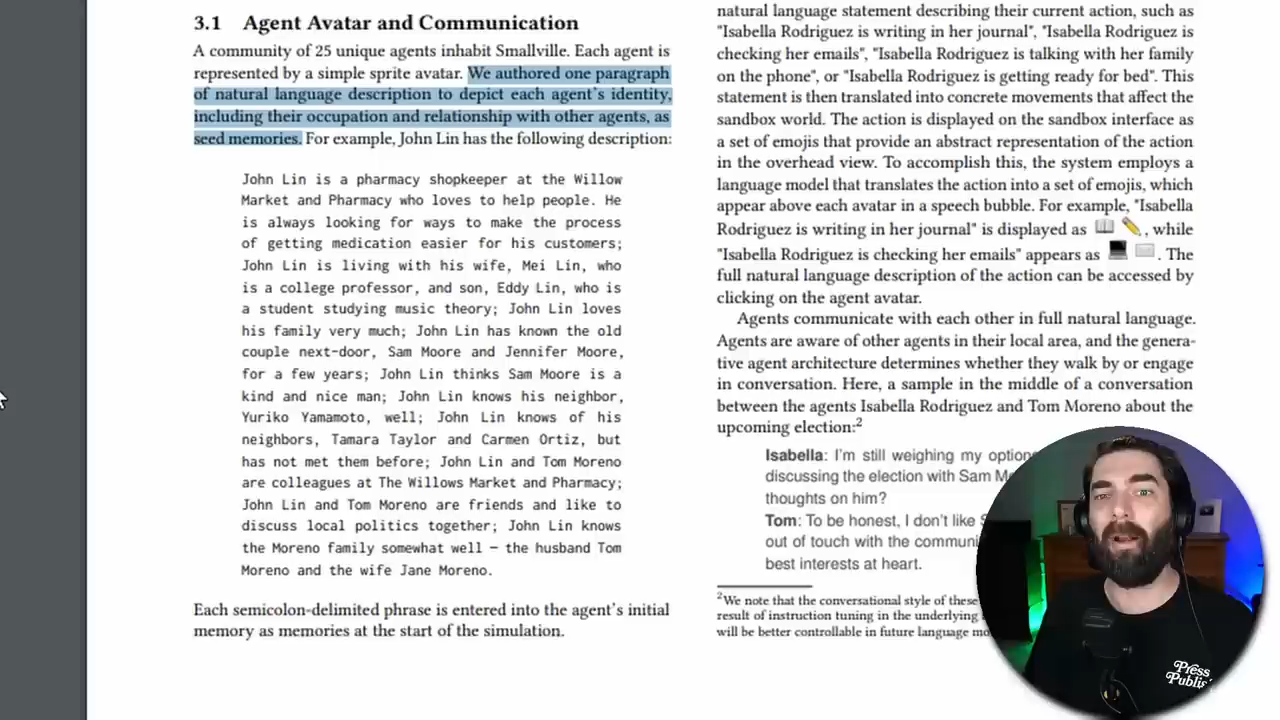 3.1 Agent Avatar and Communication
A community of 25 unique agents inhabit Smallville. Each agent is
represented by a simple sprite avatar. We authored one paragraph
of natural language description to depict each agent's identity,
including their occupation and relationship with other agents, as
seed memories. For example, John Lin has the following description:
John Lin is a pharmacy shopkeeper at the Willow
Market and Pharmacy who loves to help people. He
is always looking for ways to make the process
of getting medication easier for his customers;
John Lin is living with his wife, Mei Lin, who
is a college professor, and son, Eddy Lin, who is
a student studying music theory; John Lin loves
his family very much; John Lin has known the old
couple next-door, Sam Moore and Jennifer Moore,
for a few years; John Lin thinks Sam Moore is a
kind and nice man; John Lin knows his neighbor,
Yuriko Yamamoto, well; John Lin knows of his
neighbors, Tamara Taylor and Carmen Ortiz, but
has not met them before; John Lin and Tom Moreno
are colleagues at The Willows Market and Pharmacy;
John Lin and Tom Moreno are friends and like to
discuss local politics together; John Lin knows
the Moreno family somewhat well – the husband Tom
Moreno and the wife Jane Moreno.
Each semicolon-delimited phrase is entered into the agent's initial
memory as memories at the start of the simulation.
natural language statement describing their current action, such as
"Isabella Rodriguez is writing in her journal", "Isabella Rodriguez is
checking her emails", "Isabella Rodriguez is talking with her family
on the phone", or "Isabella Rodriguez is getting ready for bed". This
statement is then translated into concrete movements that affect the
sandbox world. The action is displayed on the sandbox interface as
a set of emojis that provide an abstract representation of the action
in the overhead view. To accomplish this, the system employs a
language model that translates the action into a set of emojis, which
appear above each avatar in a speech bubble. For example, "Isabella
Rodriguez is writing in her journal" is displayed as 📖 ✏️, while
"Isabella Rodriguez is checking her emails" appears as 💻 ✉️. The
full natural language description of the action can be accessed by
clicking on the agent avatar.
Agents communicate with each other in full natural language.
Agents are aware of other agents in their local area, and the genera-
tive agent architecture determines whether they walk by or engage
in conversation. Here, a sample in the middle of a conversation
between the agents Isabella Rodriguez and Tom Moreno about the
upcoming election:2
Isabella: I'm still weighing my option
discussing the election with Sam M
thoughts on him?
Tom: To be honest, I don't like
out of touch with the communi
best interests at heart.
2We note that the conversational style of these
result of instruction tuning in the underlying
will be better controllable in future language mo
Press
Publis